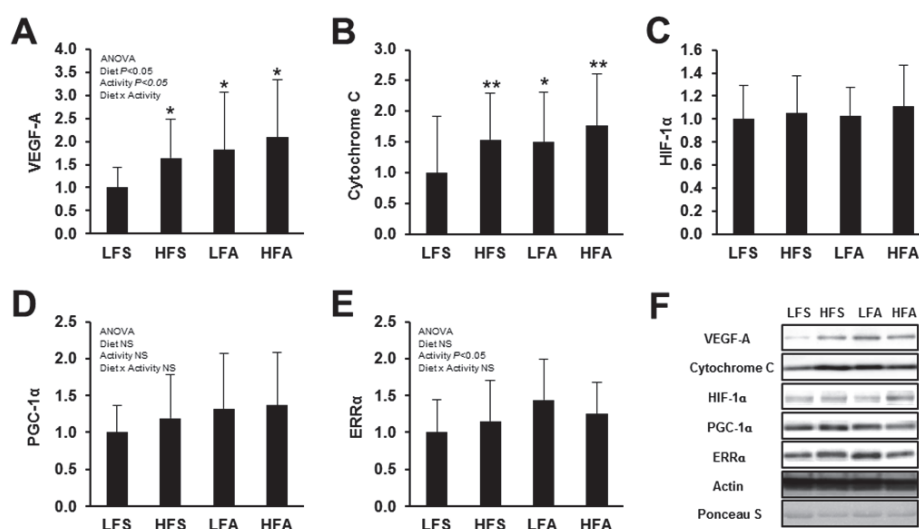 A
VEGF-A
4.0
3.5
3.0
2.5
2.0
1.5
1.0
0.5
0.0
ANOVA
Diet P<0.05
Activity P<0.05
Diet x Activity
* * *
LFS HFS LFA HFA
B
Cytochrome C
3.0
2.5
2.0
1.5
1.0
0.5
0.0
** * **
LFS HFS LFA HFA
C
HIF-1α
1.6
1.4
1.2
1.0
0.8
0.6
0.4
0.2
0.0
LFS HFS LFA HFA
D
PGC-1α
2.5
2.0
1.5
1.0
0.5
0.0
ANOVA
Diet NS
Activity NS
Diet x Activity NS
LFS HFS LFA HFA
E
ERRα
2.5
2.0
1.5
1.0
0.5
0.0
ANOVA
Diet NS
Activity P<0.05
Diet x Activity NS
LFS HFS LFA HFA
F
LFS HFS LFA HFA
VEGF-A
Cytochrome C
HIF-1α
PGC-1α
ERRα
Actin
Ponceau S